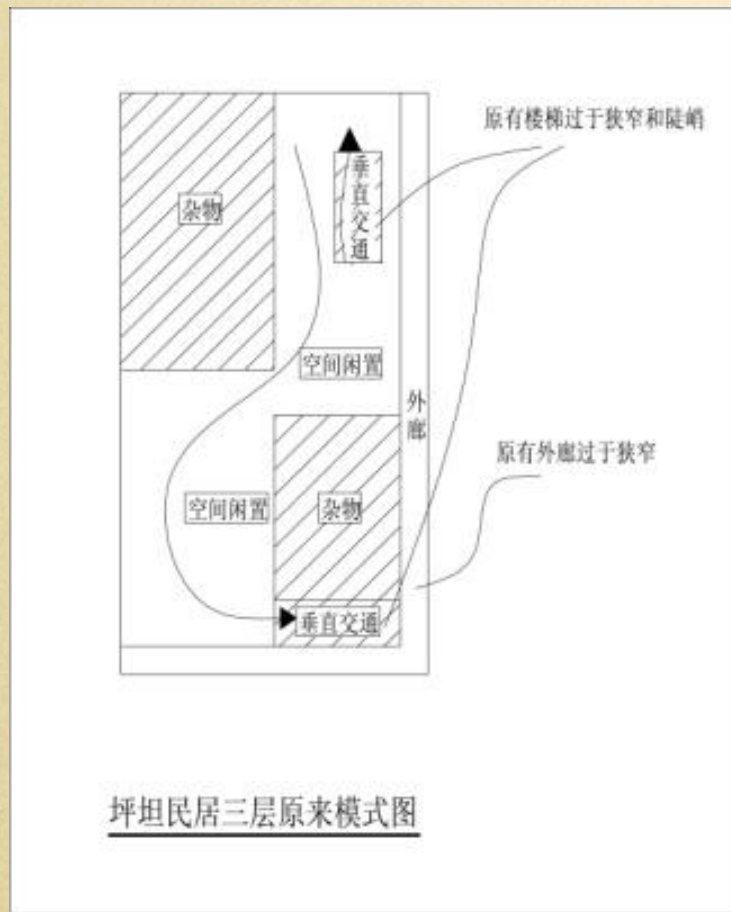 原有楼梯过于狭窄和陡峭
垂直交通
杂物
空间闲置
外廊
原有外廊过于狭窄
空间闲置
杂物
垂直交通
坪坦民居三层原来模式图